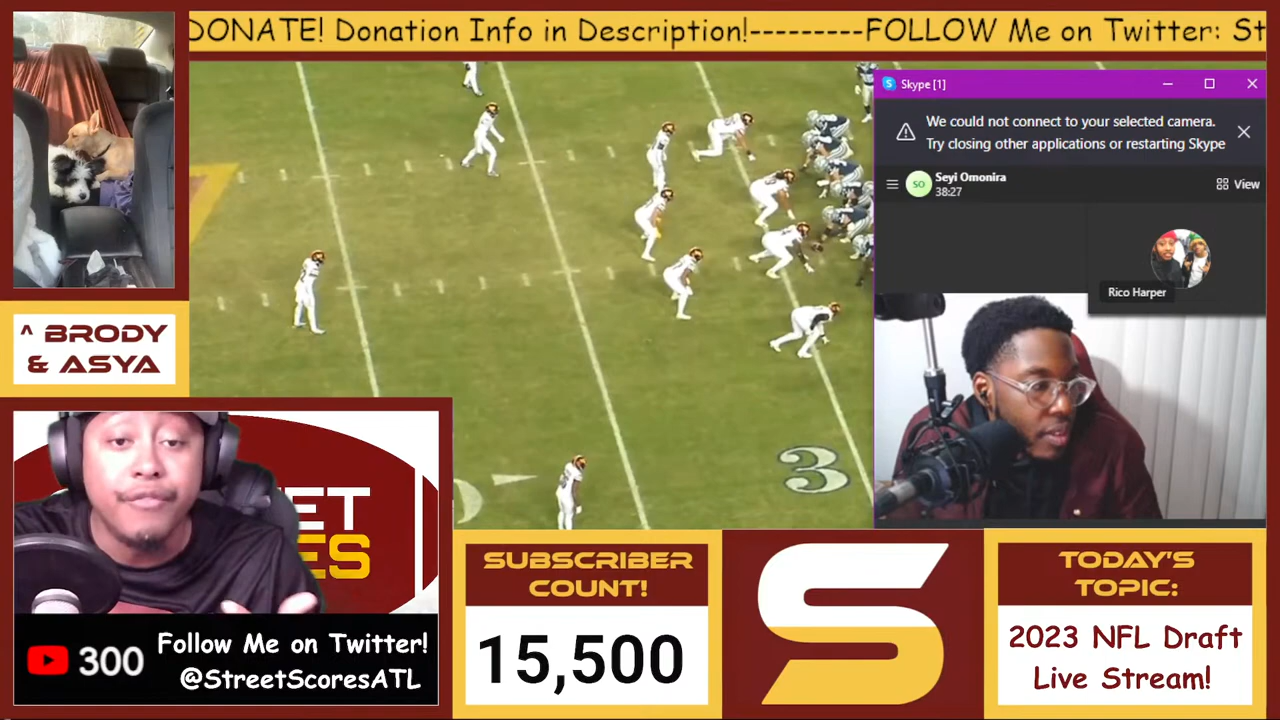 DONATE! Donation Info in Description!---------FOLLOW Me on Twitter: St
Skype [1]
We could not connect to your selected camera.
Try closing other applications or restarting Skype
SO
Seyi Omonira
38:27
View
Rico Harper
^ BRODY
& ASYA
3
ET
ES
300
Follow Me on Twitter!
@StreetScoresATL
SUBSCRIBER
COUNT!
15,500
S
TODAY'S
TOPIC:
2023 NFL Draft
Live Stream!